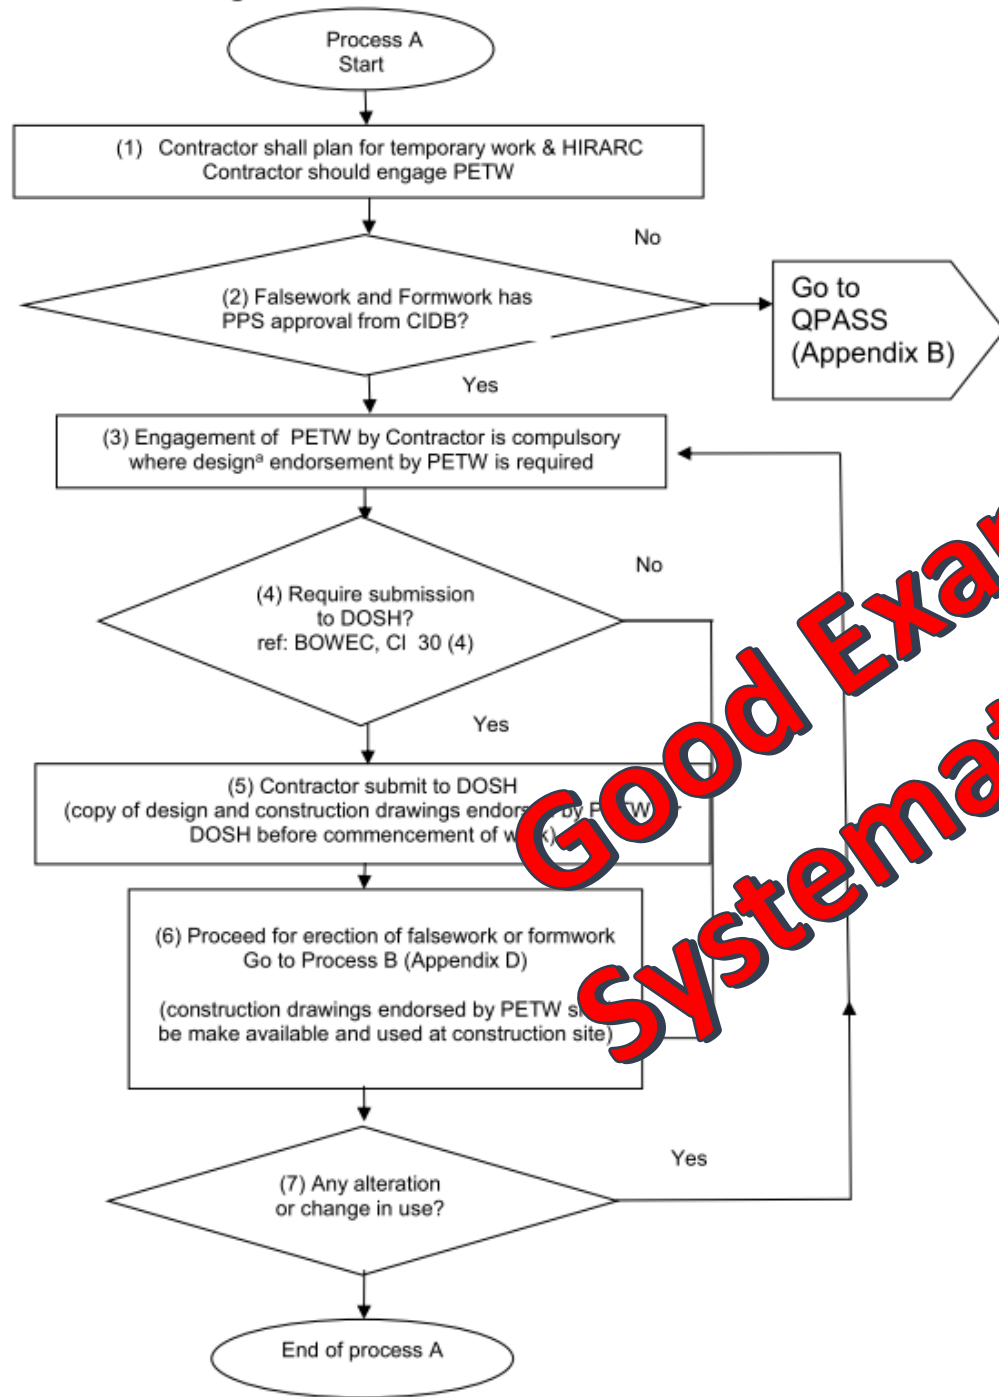 Process A
Start
(1) Contractor shall plan for temporary work & HIRARC
Contractor should engage PETW
No
(2) Falsework and Formwork has
PPS approval from CIDB?
Go to
QPASS
(Appendix B)
Yes
(3) Engagement of PETW by Contractor is compulsory
where designᵃ endorsement by PETW is required
No
(4) Require submission
to DOSH?
ref: BOWEC, Cl 30 (4)
Yes
(5) Contractor submit to DOSH
(copy of design and construction drawings endorsed by PETW
DOSH before commencement of work)
(6) Proceed for erection of falsework or formwork
Go to Process B (Appendix D)
(construction drawings endorsed by PETW
be make available and used at construction site)
(7) Any alteration
or change in use?
Yes
End of process A
Good